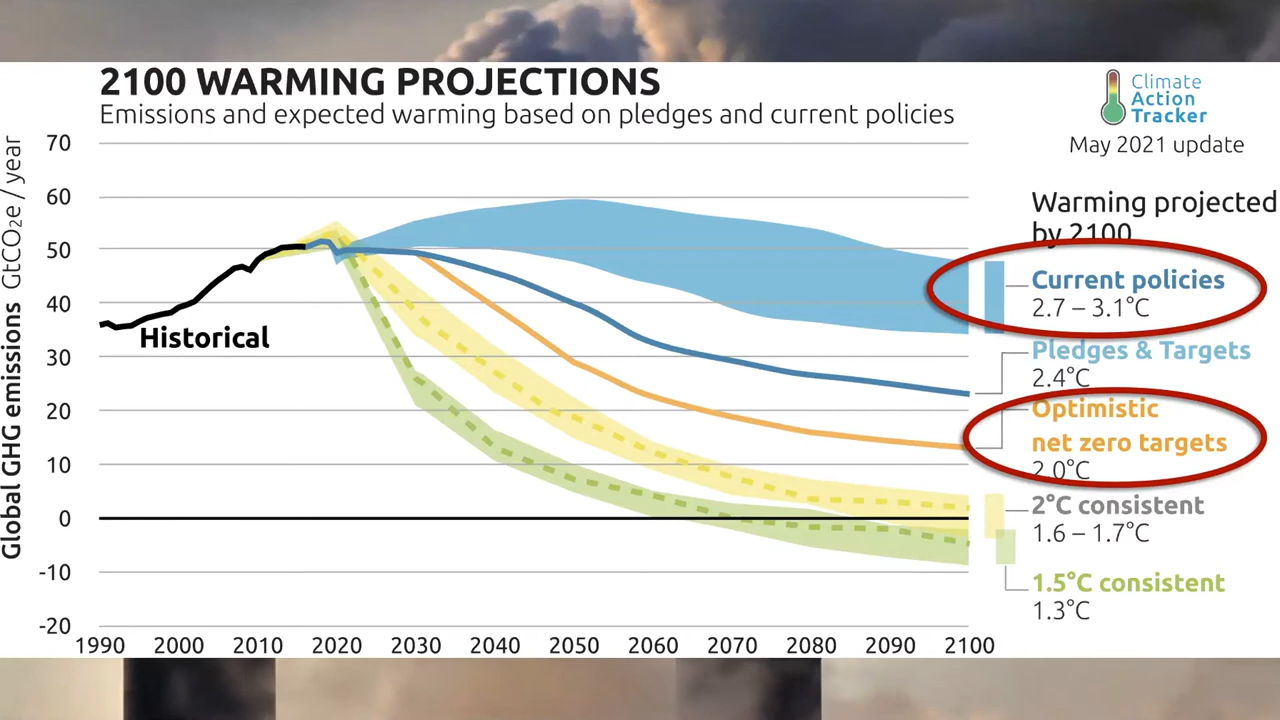 2100 WARMING PROJECTIONS
Emissions and expected warming based on pledges and current policies
Climate
Action
Tracker
May 2021 update
Global GHG emissions GtCO2e / year
70
60
50
40
30
20
10
0
-10
-20
Historical
1990 2000 2010 2020 2030 2040 2050 2060 2070 2080 2090 2100
Warming projected
by 2100
Current policies
2.7 – 3.1°C
Pledges & Targets
2.4°C
Optimistic
net zero targets
2.0°C
2°C consistent
1.6 – 1.7°C
1.5°C consistent
1.3°C